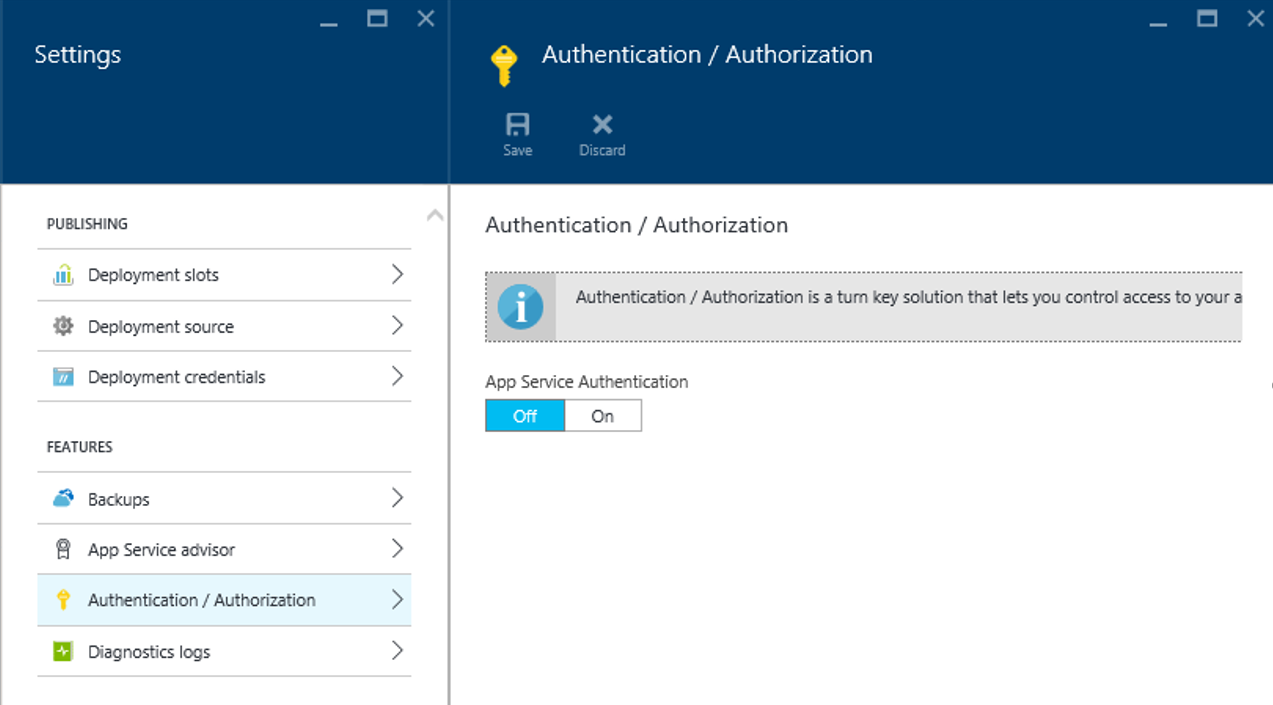 Settings
PUBLISHING
Deployment slots
Deployment source
Deployment credentials
FEATURES
Backups
App Service advisor
Authentication / Authorization
Diagnostics logs
Authentication / Authorization
Save
Discard
Authentication / Authorization
Authentication / Authorization is a turn key solution that lets you control access to your a
App Service Authentication
Off
On